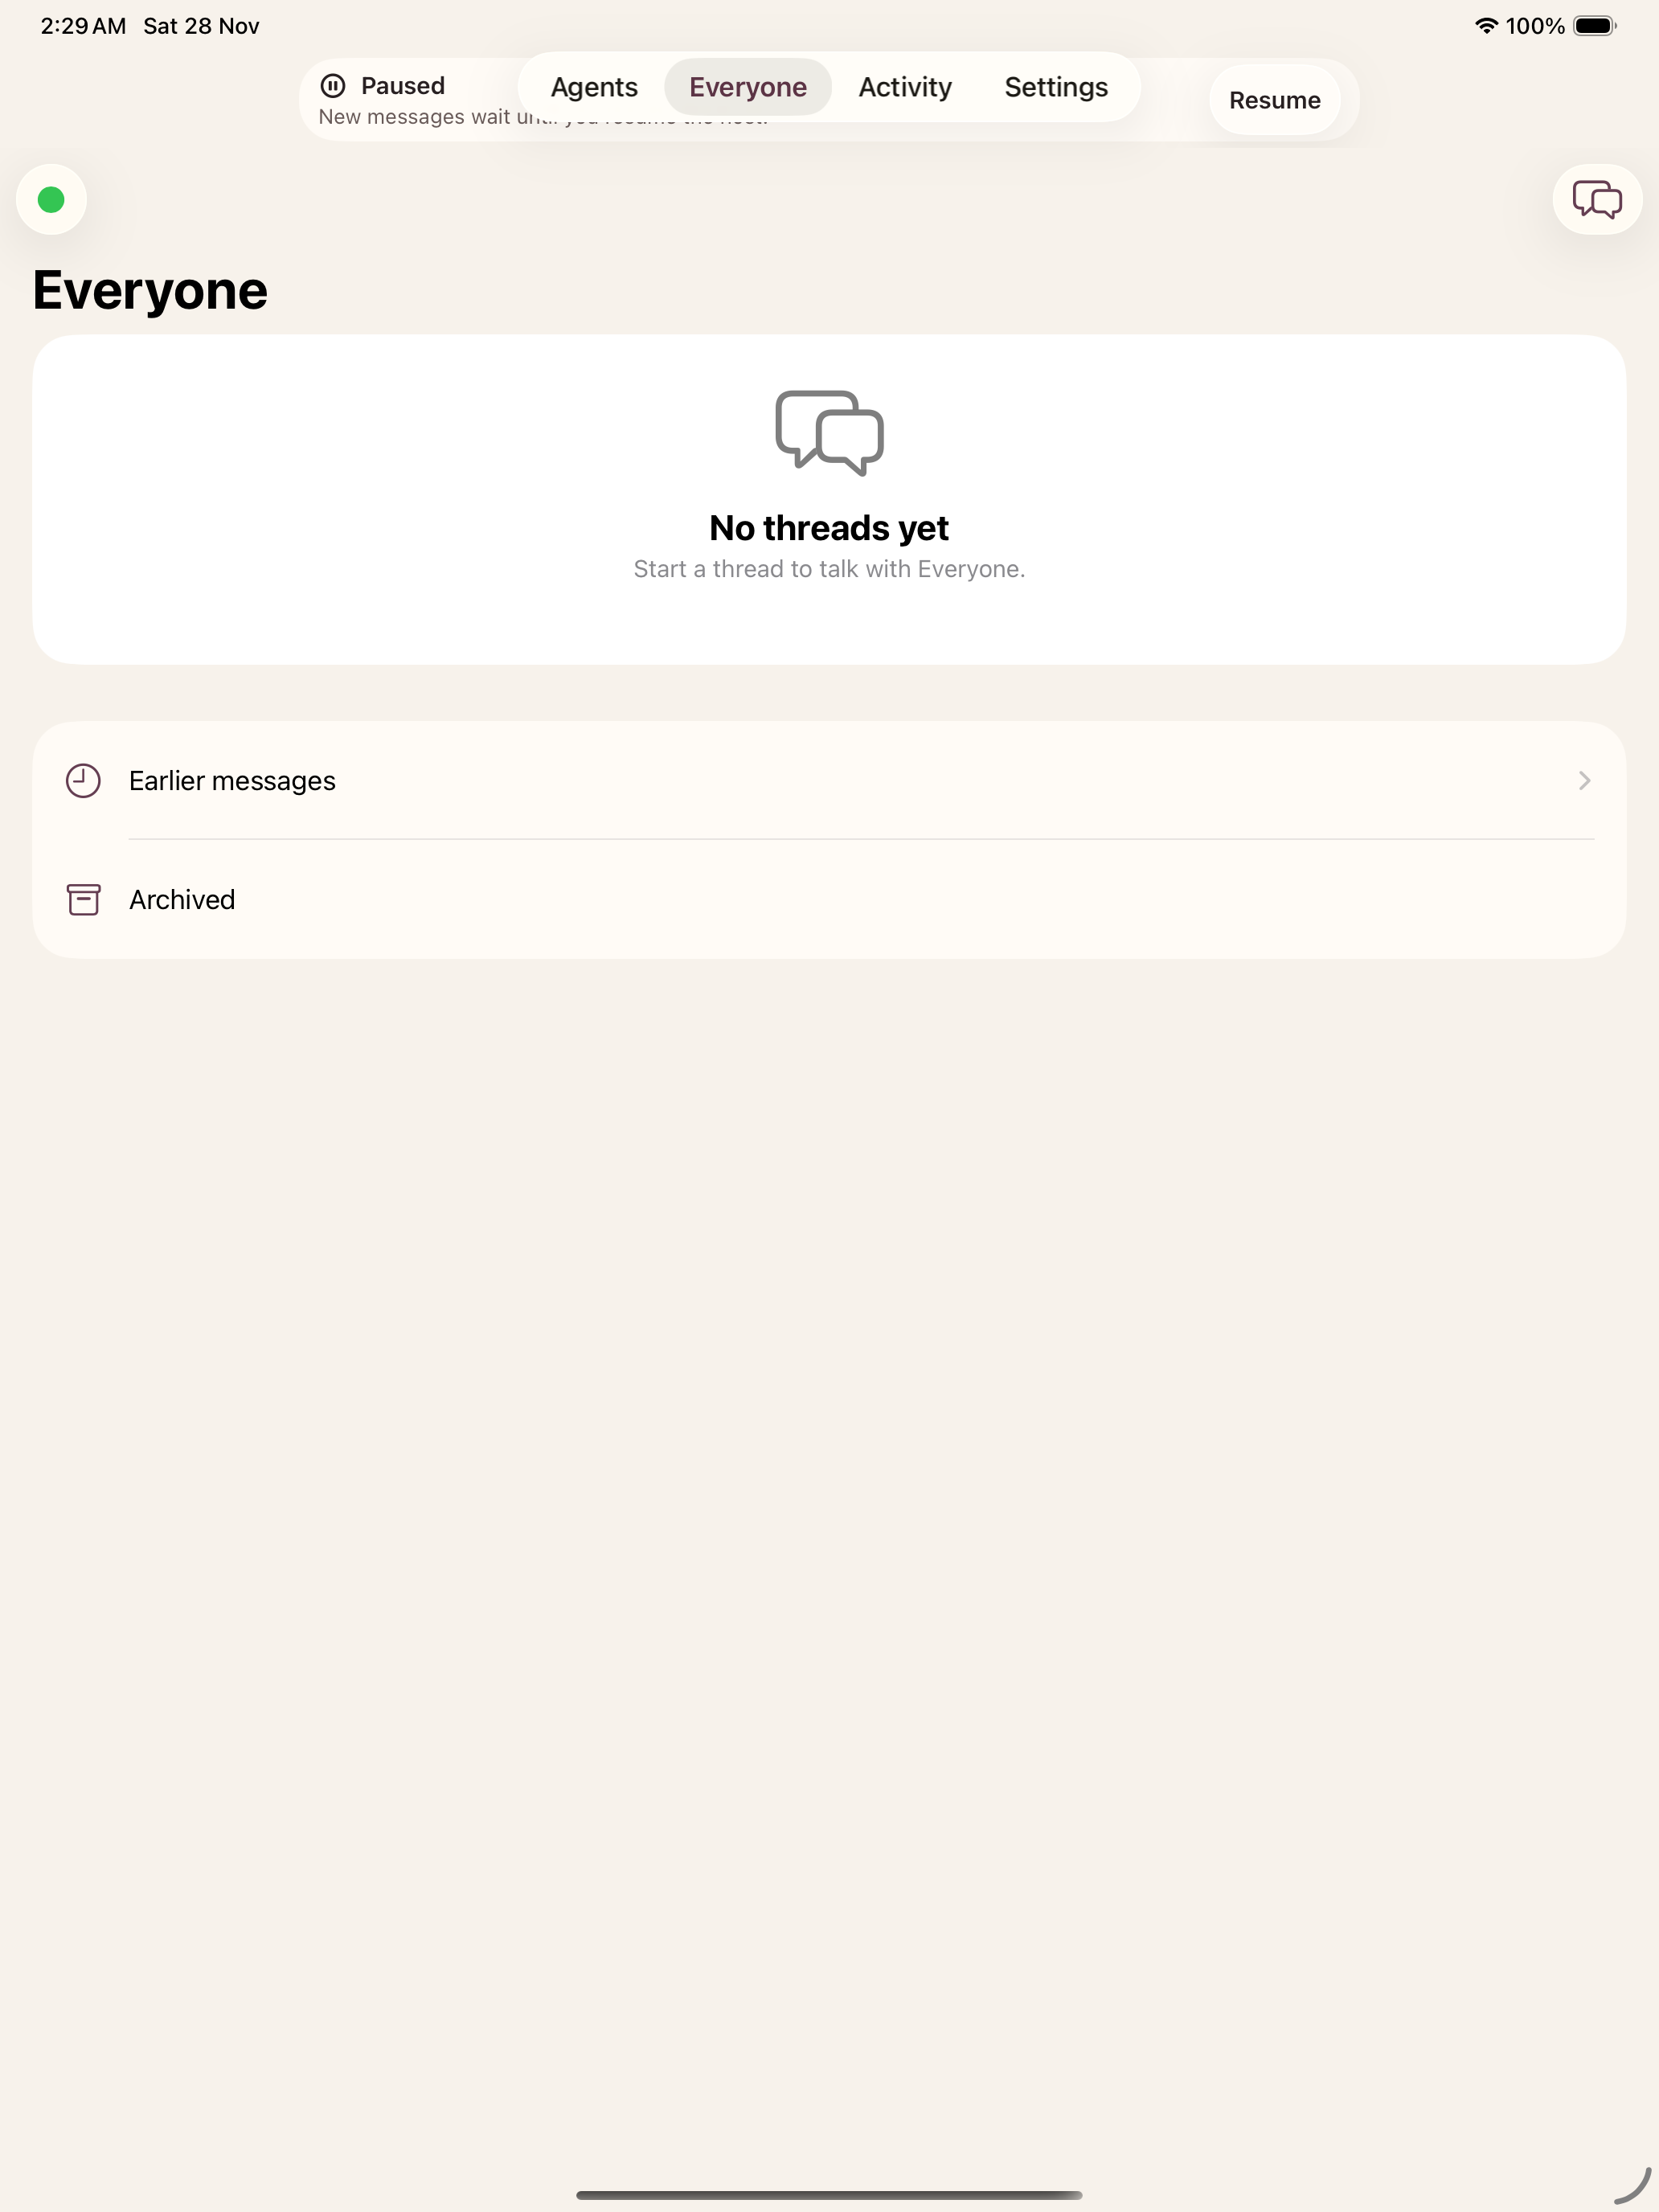 2:29 AM Sat 28 Nov
100%
Paused
New messages wait
Agents
Everyone
Activity
Settings
Resume
Everyone
No threads yet
Start a thread to talk with Everyone.
Earlier messages
Archived